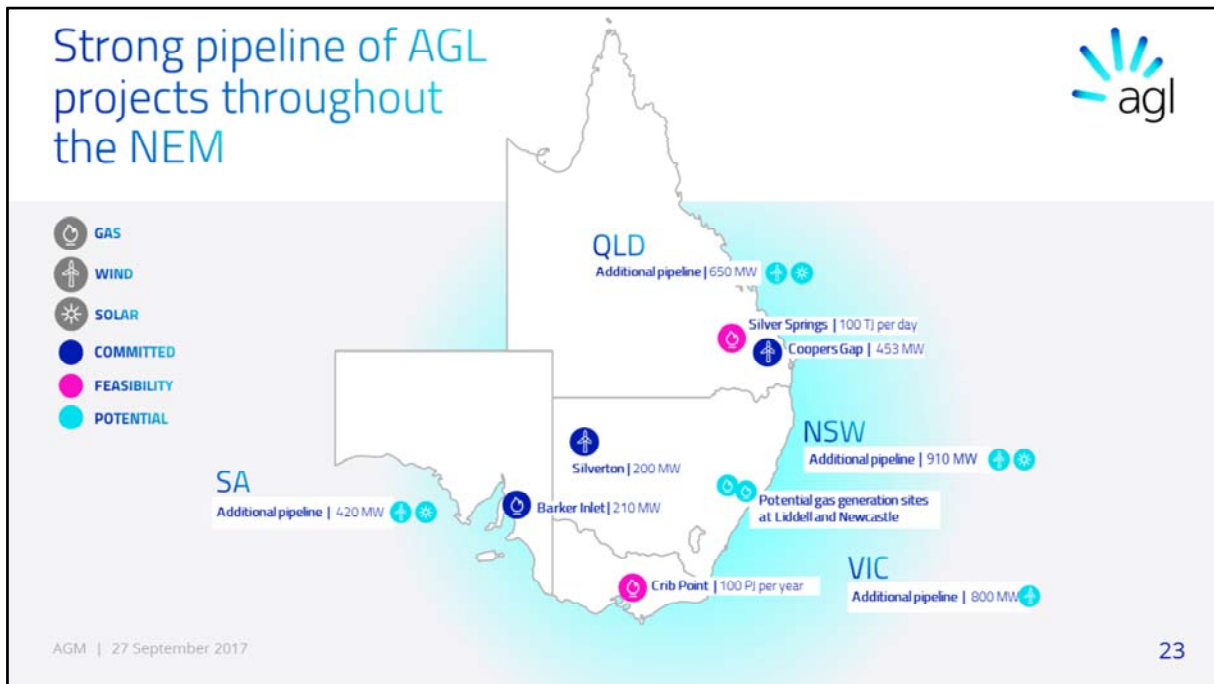 Strong pipeline of AGL
projects throughout
the NEM
agl
GAS
WIND
SOLAR
COMMITTED
FEASIBILITY
POTENTIAL
QLD
Additional pipeline | 650 MW
Silver Springs | 100 TJ per day
Coopers Gap | 453 MW
NSW
Additional pipeline | 910 MW
Silverton | 200 MW
SA
Additional pipeline | 420 MW
Barker Inlet | 210 MW
Potential gas generation sites
at Liddell and Newcastle
VIC
Additional pipeline | 800 MW
Crib Point | 100 PJ per year
AGM | 27 September 2017
23